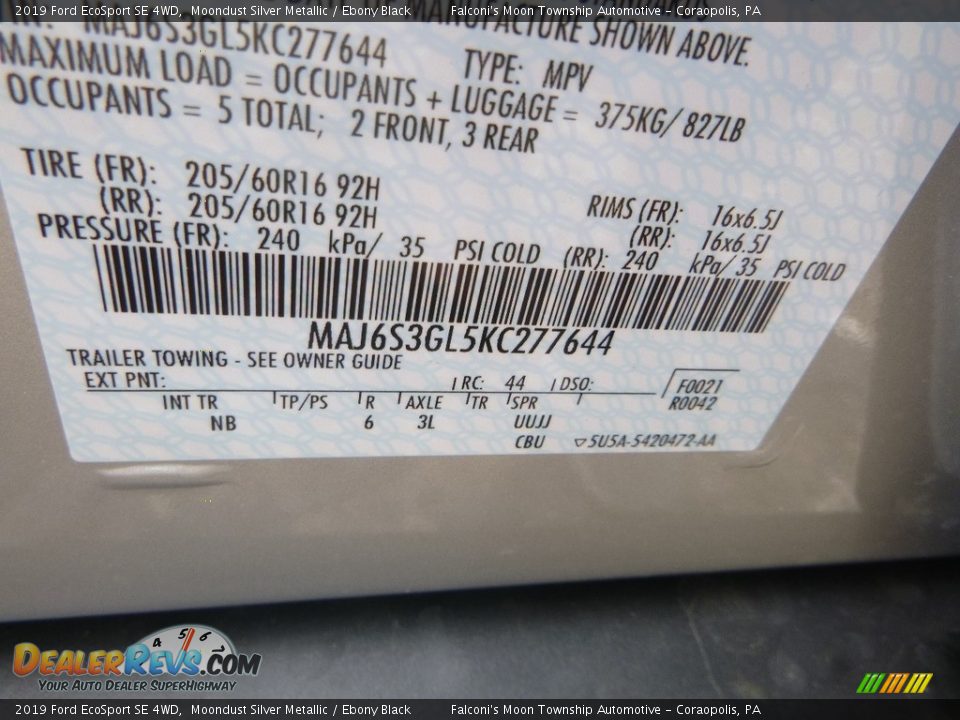 2019 Ford EcoSport SE 4WD, Moondust Silver Metallic / Ebony Black Falconi's Moon Township Automotive - Coraopolis, PA
MAJ6S3GL5KC277644
SHOWN ABOVE.
TYPE: MPV
MAXIMUM LOAD = OCCUPANTS + LUGGAGE = 375KG/ 827LB
OCCUPANTS = 5 TOTAL; 2 FRONT, 3 REAR
TIRE (FR): 205/60R16 92H RIMS (FR): 16x6.5J
(RR): 205/60R16 92H (RR): 16x6.5J
PRESSURE (FR): 240 kPa/ 35 PSI COLD (RR): 240 kPa/ 35 PSI COLD
MAJ6S3GL5KC277644
TRAILER TOWING - SEE OWNER GUIDE
EXT PNT: RC: 44 DSO: F0021
R0042
INT TR TP/PS R AXLE TR SPR
NB 6 3L UUJJ
CBU 5U5A-5420472-AA
4 5 6
DEALERREVS.COM
YOUR AUTO DEALER SUPERHIGHWAY
2019 Ford EcoSport SE 4WD, Moondust Silver Metallic / Ebony Black Falconi's Moon Township Automotive - Coraopolis, PA